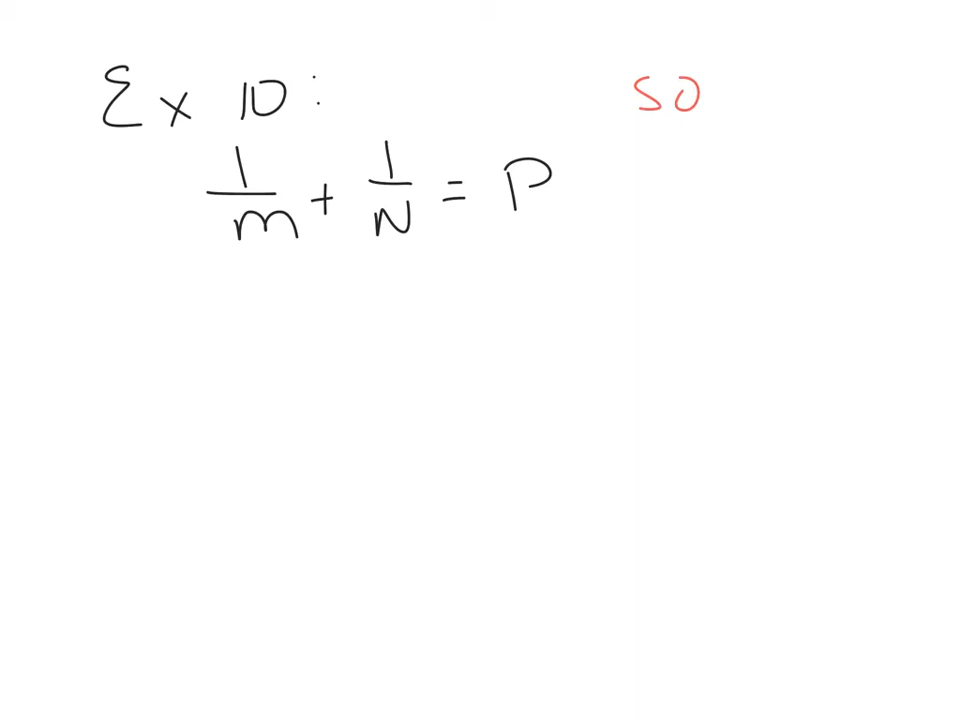 Ex 10: so
1/m + 1/N = P